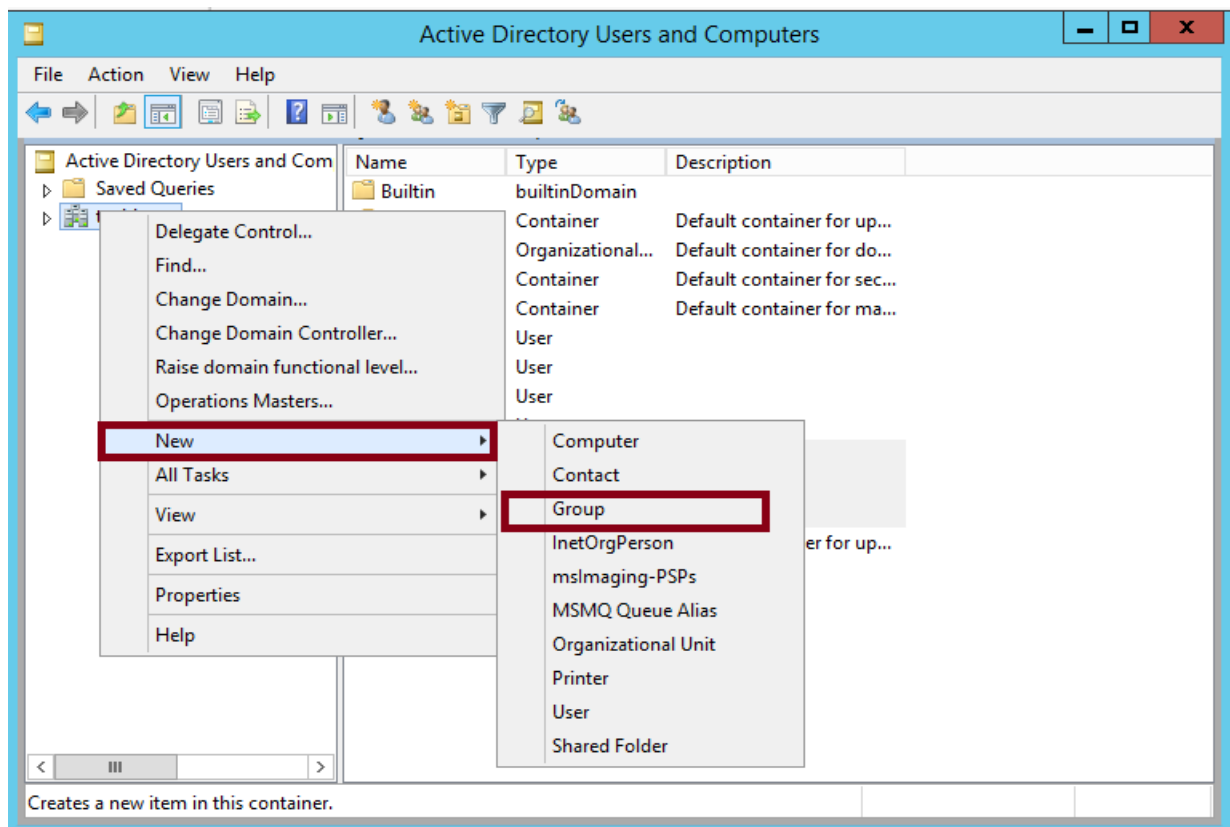 Active Directory Users and Computers
File Action View Help
Active Directory Users and Com
Saved Queries
Name Type Description
Builtin builtinDomain
Container Default container for up...
Organizational... Default container for do...
Container Default container for sec...
Container Default container for ma...
User
User
User
er for up...
Delegate Control...
Find...
Change Domain...
Change Domain Controller...
Raise domain functional level...
Operations Masters...
New
All Tasks
View
Export List...
Properties
Help
Computer
Contact
Group
InetOrgPerson
msImaging-PSPs
MSMQ Queue Alias
Organizational Unit
Printer
User
Shared Folder
Creates a new item in this container.